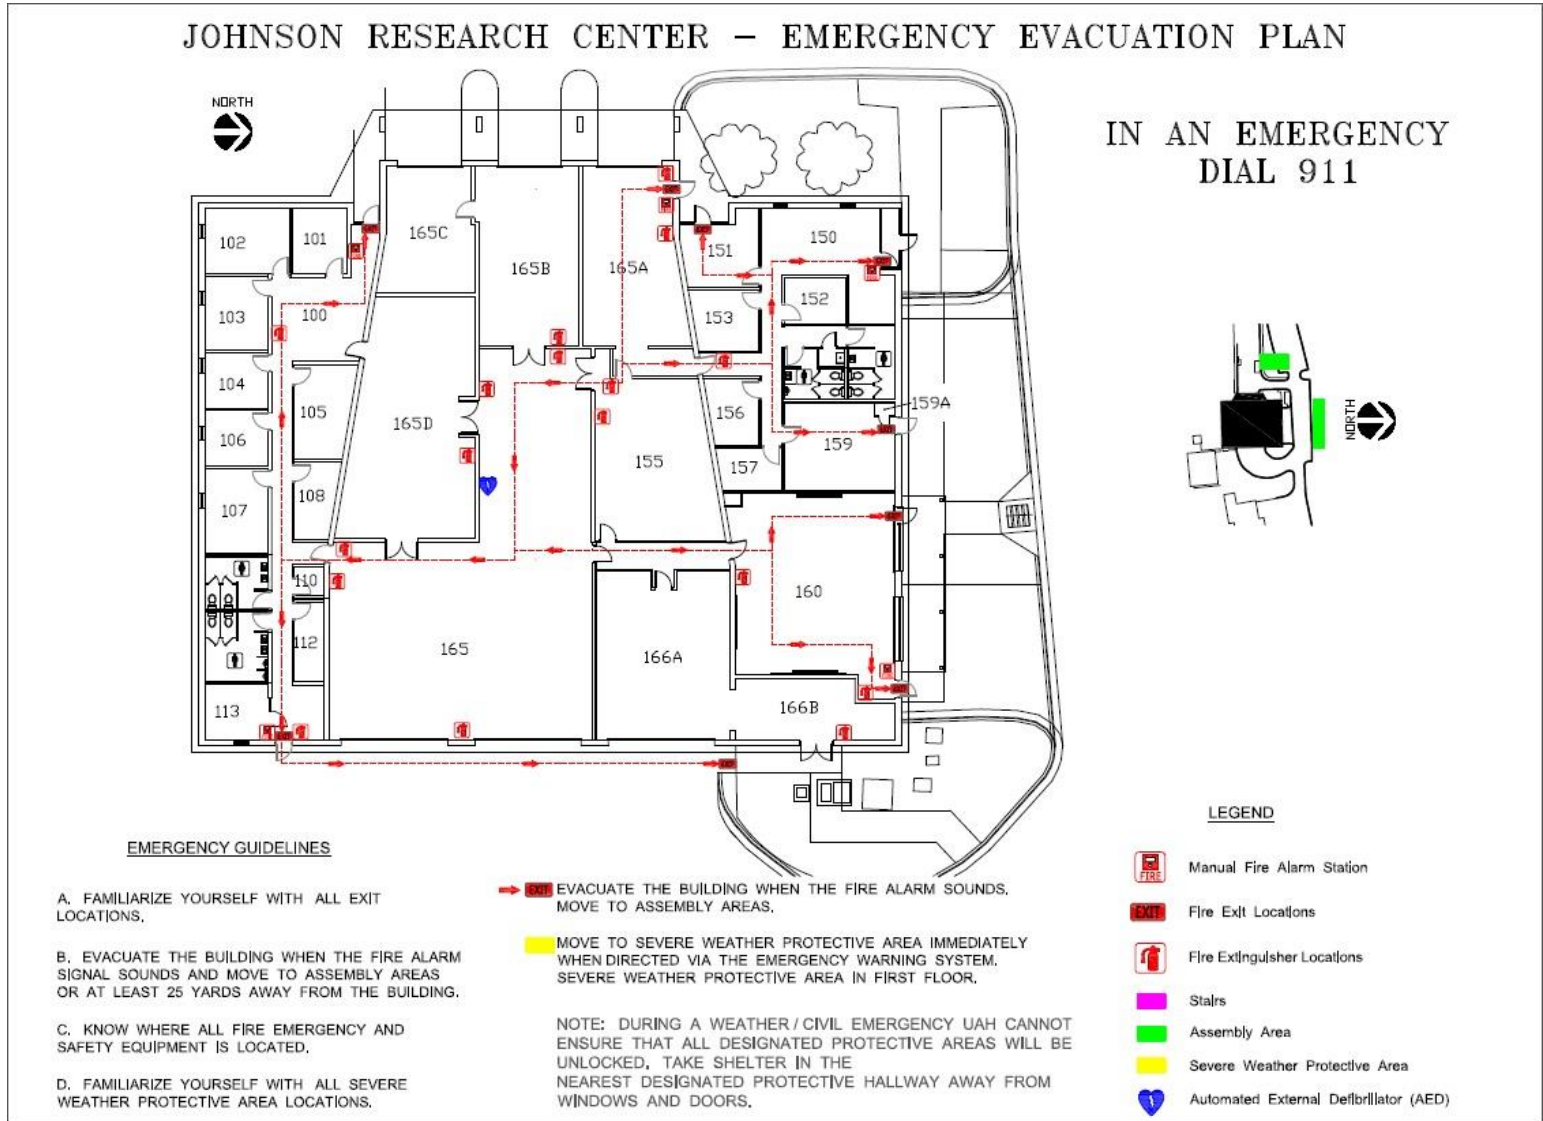 JOHNSON RESEARCH CENTER – EMERGENCY EVACUATION PLAN
NORTH
IN AN EMERGENCY
DIAL 911
102
101
165C
165B
165A
EXIT
EXIT
EXIT
151
150
EXIT
103
100
153
152
104
105
165D
156
159A
159
EXIT
106
155
157
107
108
EXIT
110
160
112
165
166A
113
166B
EXIT
EXIT
EXIT
NORTH
EMERGENCY GUIDELINES
A. FAMILIARIZE YOURSELF WITH ALL EXIT
LOCATIONS.
B. EVACUATE THE BUILDING WHEN THE FIRE ALARM
SIGNAL SOUNDS AND MOVE TO ASSEMBLY AREAS
OR AT LEAST 25 YARDS AWAY FROM THE BUILDING.
C. KNOW WHERE ALL FIRE EMERGENCY AND
SAFETY EQUIPMENT IS LOCATED.
D. FAMILIARIZE YOURSELF WITH ALL SEVERE
WEATHER PROTECTIVE AREA LOCATIONS.
EXIT EVACUATE THE BUILDING WHEN THE FIRE ALARM SOUNDS.
MOVE TO ASSEMBLY AREAS.
MOVE TO SEVERE WEATHER PROTECTIVE AREA IMMEDIATELY
WHEN DIRECTED VIA THE EMERGENCY WARNING SYSTEM.
SEVERE WEATHER PROTECTIVE AREA IN FIRST FLOOR.
NOTE: DURING A WEATHER / CIVIL EMERGENCY UAH CANNOT
ENSURE THAT ALL DESIGNATED PROTECTIVE AREAS WILL BE
UNLOCKED, TAKE SHELTER IN THE
NEAREST DESIGNATED PROTECTIVE HALLWAY AWAY FROM
WINDOWS AND DOORS.
LEGEND
FIRE Manual Fire Alarm Station
EXIT Fire Exit Locations
Fire Extinguisher Locations
Stairs
Assembly Area
Severe Weather Protective Area
Automated External Defibrillator (AED)